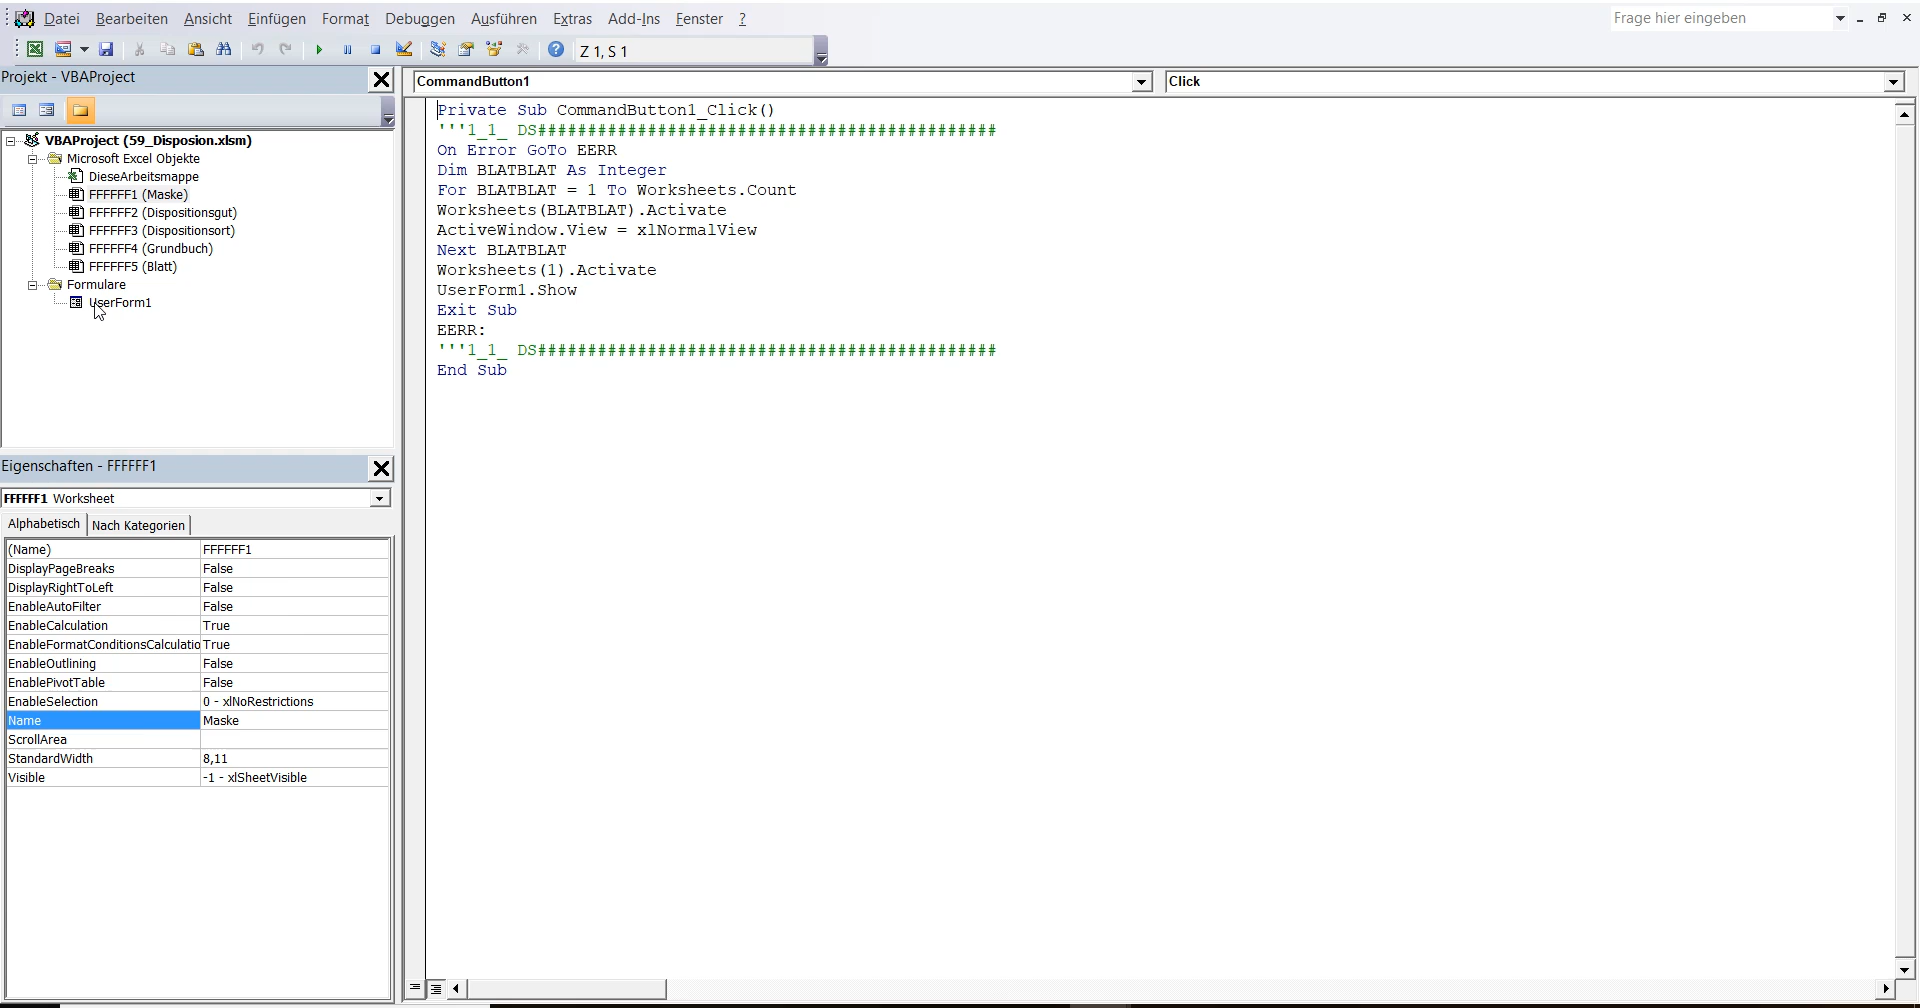 Datei Bearbeiten Ansicht Einfügen Format Debuggen Ausführen Extras Add-Ins Fenster ? Frage hier eingeben
Z 1, S 1
Projekt - VBAProject
CommandButton1 Click
VBAProject (59_Disposion.xlsm)
Microsoft Excel Objekte
DieseArbeitsmappe
FFFFFF1 (Maske)
FFFFFF2 (Dispositionsgut)
FFFFFF3 (Dispositionsort)
FFFFFF4 (Grundbuch)
FFFFFF5 (Blatt)
Formulare
UserForm1
Private Sub CommandButton1_Click()
'''1_1_ DS##############################################
On Error GoTo EERR
Dim BLATBLAT As Integer
For BLATBLAT = 1 To Worksheets.Count
Worksheets(BLATBLAT).Activate
ActiveWindow.View = xlNormalView
Next BLATBLAT
Worksheets(1).Activate
UserForm1.Show
Exit Sub
EERR:
'''1_1_ DS##############################################
End Sub
Eigenschaften - FFFFFF1
FFFFFF1 Worksheet
Alphabetisch Nach Kategorien
(Name) FFFFFF1
DisplayPageBreaks False
DisplayRightToLeft False
EnableAutoFilter False
EnableCalculation True
EnableFormatConditionsCalculatio True
EnableOutlining False
EnablePivotTable False
EnableSelection 0 - xlNoRestrictions
Name Maske
ScrollArea
StandardWidth 8,11
Visible -1 - xlSheetVisible